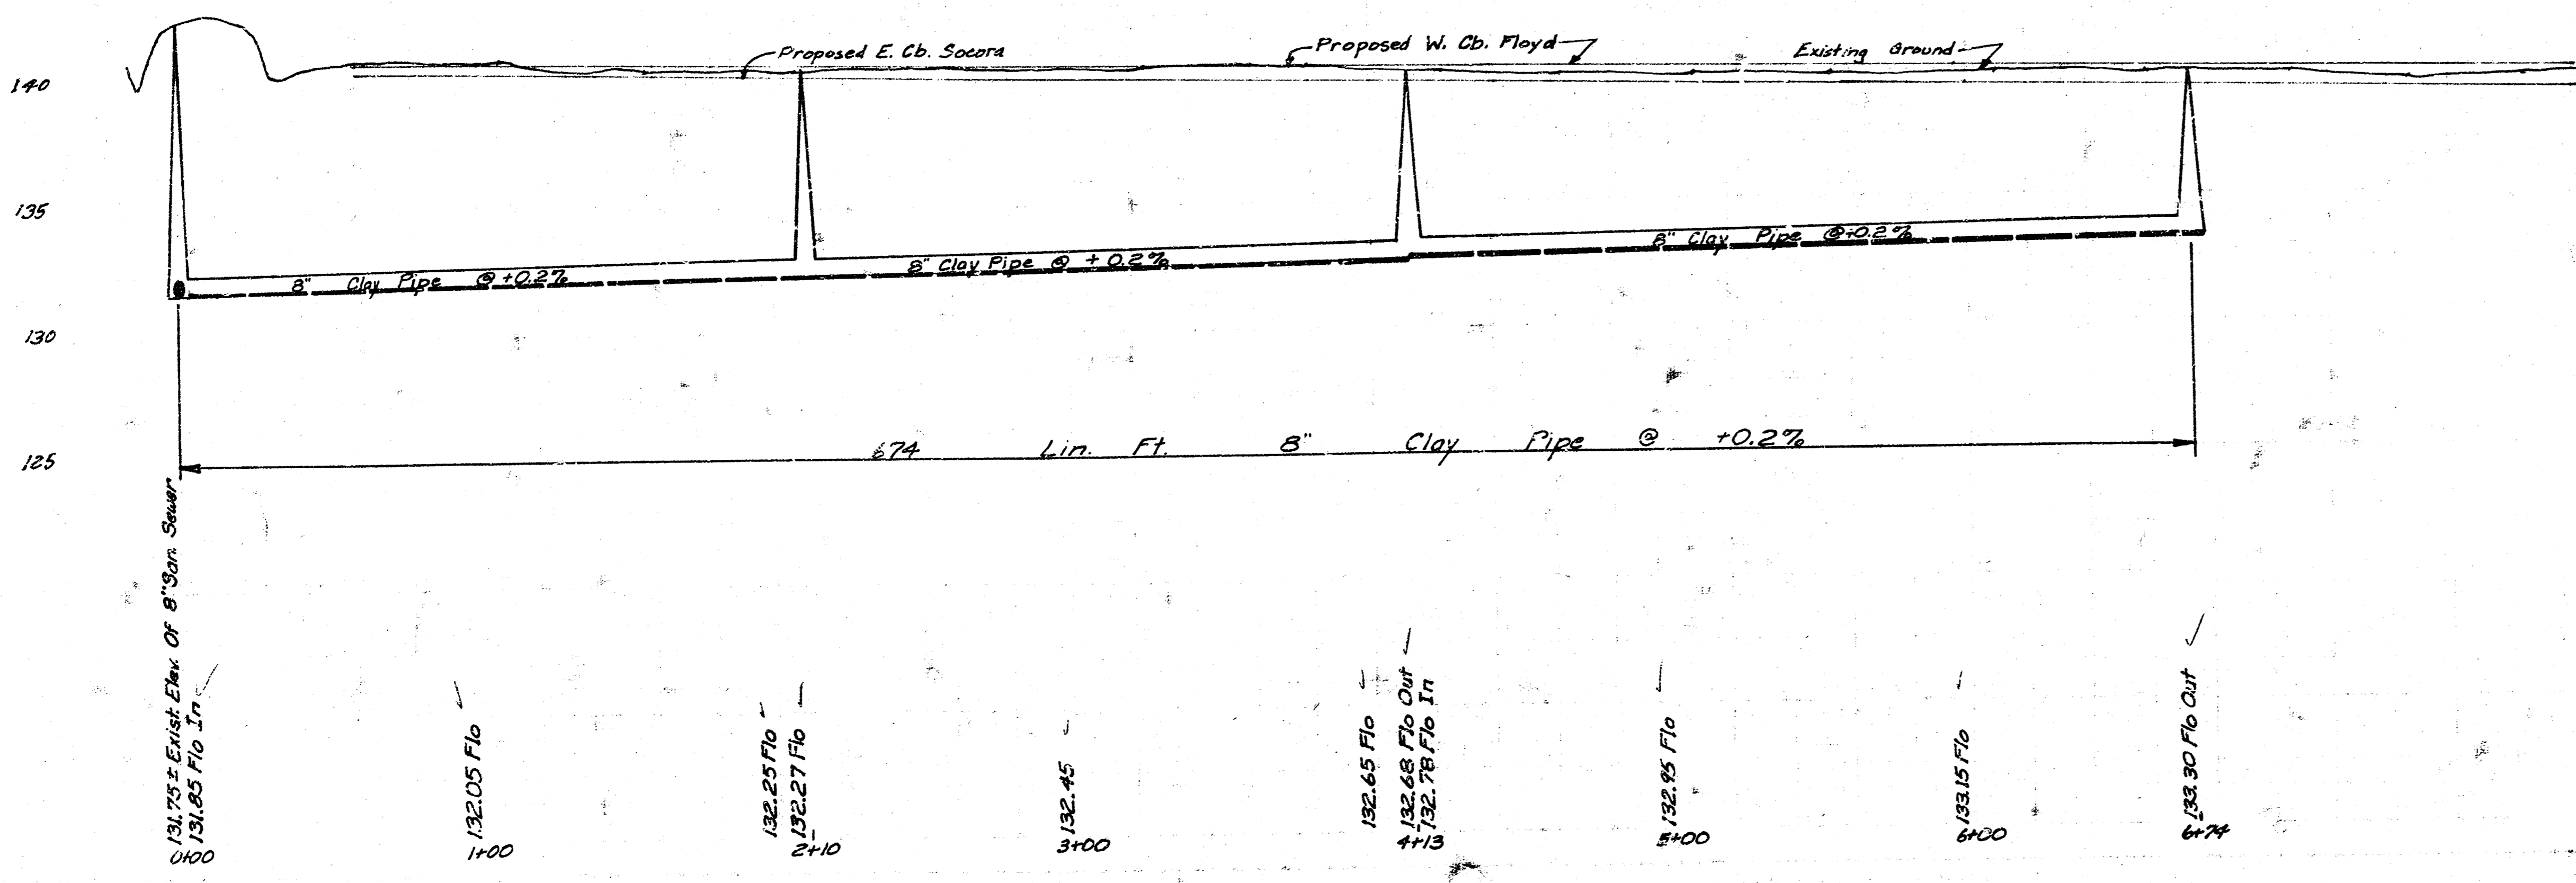 Proposed E. Cb. Socora
Proposed W. Cb. Floyd
Existing Ground
140
135
130
125
8" Clay Pipe @ +0.2%
8" Clay Pipe @ + 0.2%
8" Clay Pipe @+0.2%
674 Lin. Ft. 8" Clay Pipe @ +0.2%
131.75± Exist. Elev. Of 8" San. Sewer
131.85 Flo In
0+00
132.05 Flo
1+00
132.25 Flo
132.27 Flo
2+10
132.45
3+00
132.65 Flo
132.68 Flo Out
132.78 Flo In
4+13
132.95 Flo
5+00
133.15 Flo
6+00
133.30 Flo Out
6+74